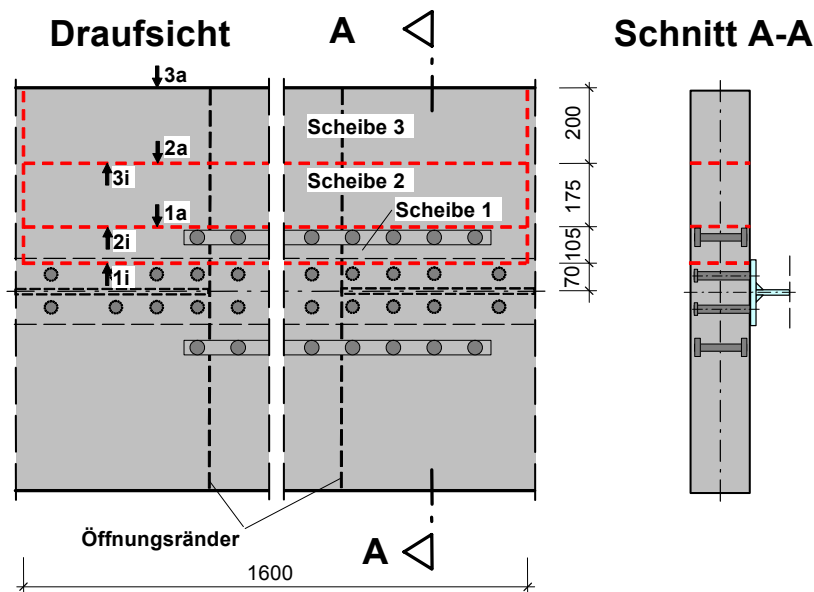 Draufsicht
A
Schnitt A-A
3a
Scheibe 3
200
2a
3i
Scheibe 2
175
1a
Scheibe 1
2i
105
1i
70
Öffnungsränder
A
1600